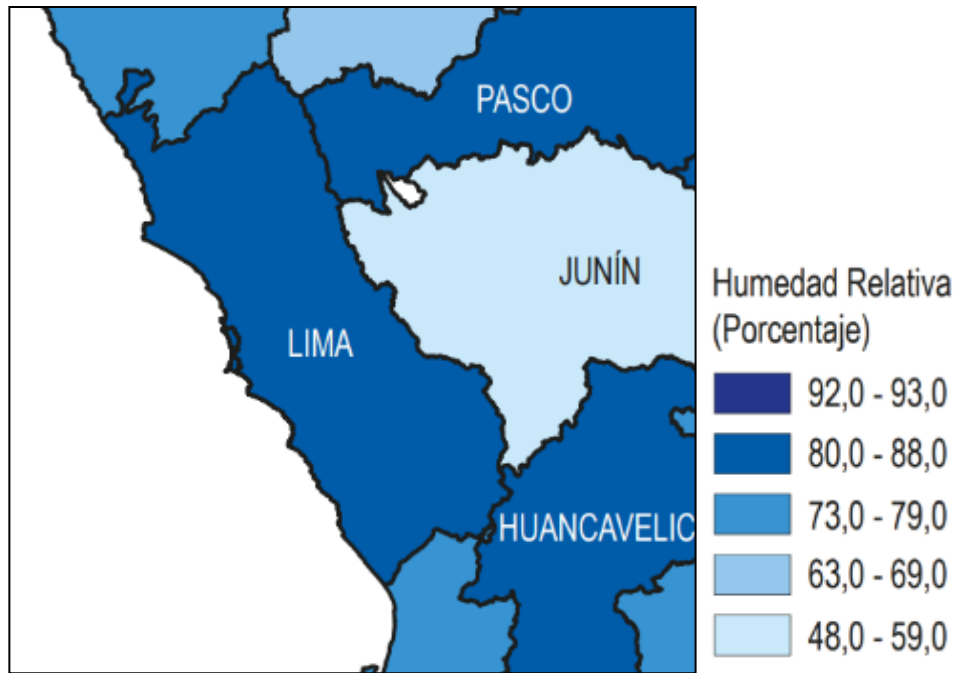 PASCO
JUNÍN
LIMA
HUANCAVELIC
Humedad Relativa
(Porcentaje)
92,0 - 93,0
80,0 - 88,0
73,0 - 79,0
63,0 - 69,0
48,0 - 59,0